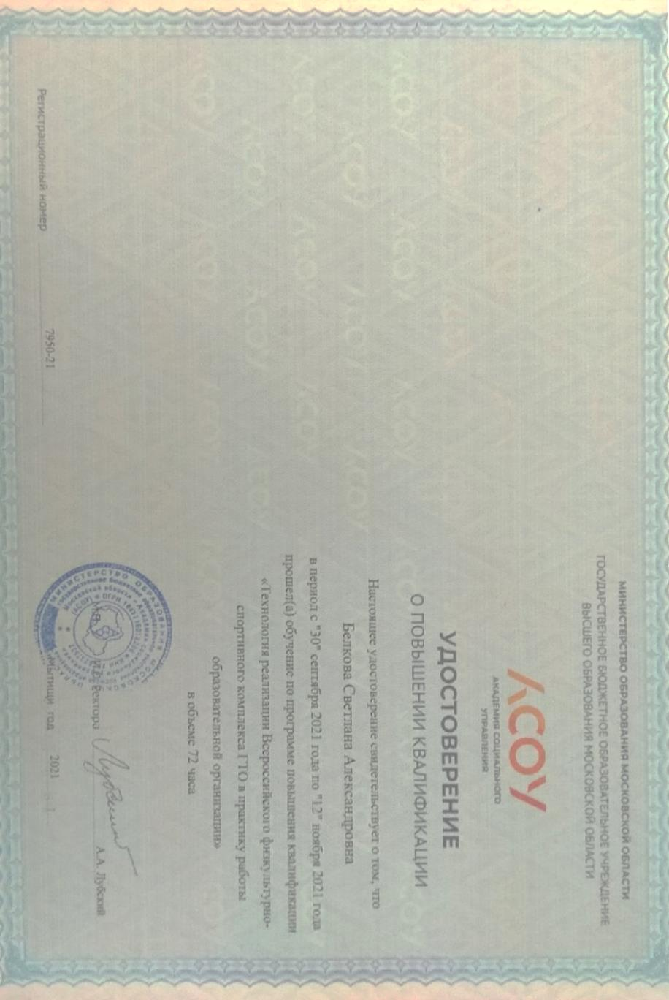 МИНИСТЕРСТВО ОБРАЗОВАНИЯ МОСКОВСКОЙ ОБЛАСТИ
ГОСУДАРСТВЕННОЕ БЮДЖЕТНОЕ ОБРАЗОВАТЕЛЬНОЕ УЧРЕЖДЕНИЕ
ВЫСШЕГО ОБРАЗОВАНИЯ МОСКОВСКОЙ ОБЛАСТИ
АСОУ
АКАДЕМИЯ СОЦИАЛЬНОГО
УПРАВЛЕНИЯ
УДОСТОВЕРЕНИЕ
О ПОВЫШЕНИИ КВАЛИФИКАЦИИ
Настоящее удостоверение свидетельствует о том, что
Белкова Светлана Александровна
в период с "30" сентября 2021 года по "12" ноября 2021 года
прошел(а) обучение по программе повышения квалификации
«Технология реализации Всероссийского физкультурно-
спортивного комплекса ГТО в практику работы
образовательной организации»
в объеме 72 часа
И.О. Ректора А.А. Лубский
Мытищи год 2021
Регистрационный номер 7950-21